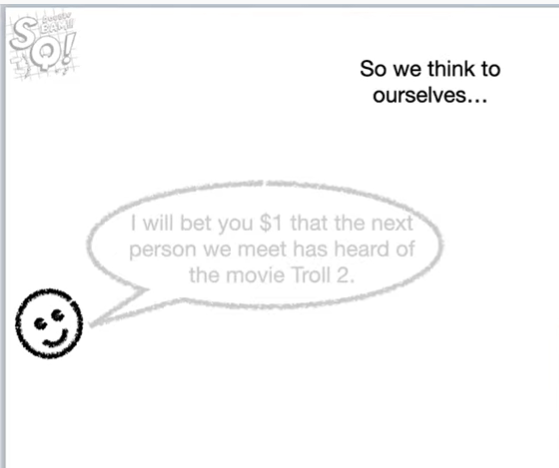 So we think to
ourselves...
I will bet you $1 that the next
person we meet has heard of
the movie Troll 2.